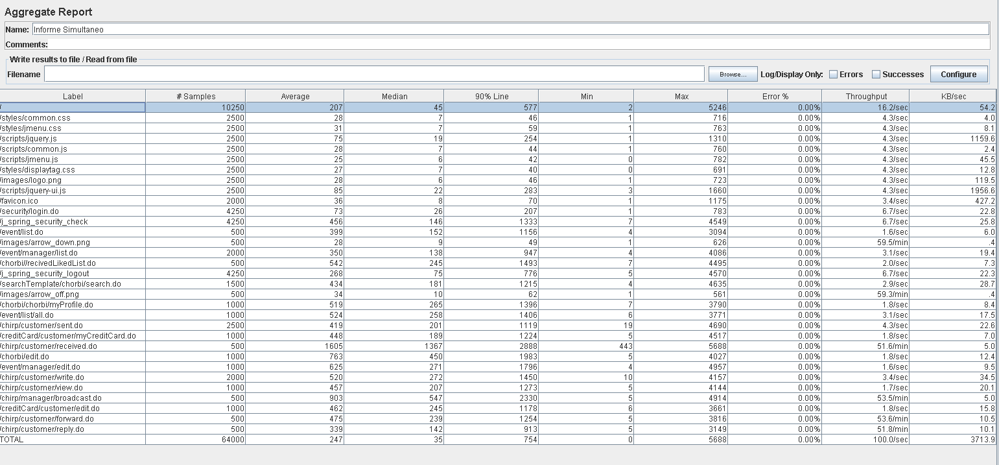 Aggregate Report
Name: Informe Simultaneo
Comments:
Write results to file / Read from file
Filename Browse... Log/Display Only: Errors Successes Configure
Label # Samples Average Median 90% Line Min Max Error % Throughput KB/sec
/ 10250 207 45 577 2 5246 0.00% 16.2/sec 54.2
/styles/common.css 2500 28 7 46 1 716 0.00% 4.3/sec 4.0
/styles/jmenu.css 2500 31 7 59 1 763 0.00% 4.3/sec 8.1
/scripts/jquery.js 2500 75 19 254 1 1310 0.00% 4.3/sec 1159.6
/scripts/common.js 2500 28 7 44 1 760 0.00% 4.3/sec 2.4
/scripts/jmenu.js 2500 25 6 42 0 782 0.00% 4.3/sec 45.5
/styles/displaytag.css 2500 27 7 40 0 691 0.00% 4.3/sec 12.8
/images/logo.png 2500 28 6 46 1 723 0.00% 4.3/sec 119.5
/scripts/jquery-ui.js 2500 85 22 283 3 1660 0.00% 4.3/sec 1956.6
/favicon.ico 2000 36 8 70 1 1175 0.00% 3.4/sec 427.2
/security/login.do 4250 73 26 207 1 783 0.00% 6.7/sec 22.8
/j_spring_security_check 4250 456 146 1333 7 4549 0.00% 6.7/sec 25.8
/event/list.do 500 399 152 1156 4 3094 0.00% 1.6/sec 6.0
/images/arrow_down.png 500 28 9 49 1 626 0.00% 59.5/min .4
/event/manager/list.do 2000 350 138 947 4 4086 0.00% 3.1/sec 19.4
/chorbi//recivedLikedList.do 500 542 245 1493 7 4495 0.00% 2.0/sec 7.3
/j_spring_security_logout 4250 268 75 776 5 4570 0.00% 6.7/sec 22.3
/searchTemplate/chorbi/search.do 1500 434 181 1215 4 4635 0.00% 2.9/sec 28.7
/images/arrow_off.png 500 34 10 62 1 561 0.00% 59.3/min .4
/chorbi/chorbi/myProfile.do 1000 519 265 1396 7 3790 0.00% 1.8/sec 8.4
/event/list/all.do 1000 524 258 1406 6 3771 0.00% 3.1/sec 17.5
/chirp/customer/sent.do 2500 419 201 1119 19 4690 0.00% 4.3/sec 22.6
/creditCard/customer/myCreditCard.do 1000 448 189 1224 5 4517 0.00% 1.8/sec 7.0
/chirp/customer/received.do 500 1605 1367 2888 443 5688 0.00% 51.6/min 5.0
/chorbi/edit.do 1000 763 450 1983 5 4027 0.00% 1.8/sec 12.4
/event/manager/edit.do 1000 625 271 1796 4 4957 0.00% 1.6/sec 9.5
/chirp/customer/write.do 2000 520 272 1450 10 4157 0.00% 3.4/sec 34.5
/chirp/customer/view.do 1000 457 207 1273 5 4144 0.00% 1.7/sec 20.1
/chirp/manager/broadcast.do 500 903 547 2330 5 4914 0.00% 53.5/min 5.0
/creditCard/customer/edit.do 1000 462 245 1178 6 3661 0.00% 1.8/sec 15.8
/chirp/customer/forward.do 500 475 239 1254 5 3816 0.00% 53.6/min 10.5
/chirp/customer/reply.do 500 339 142 913 5 3149 0.00% 51.8/min 10.1
TOTAL 64000 247 35 754 0 5688 0.00% 100.0/sec 3713.9